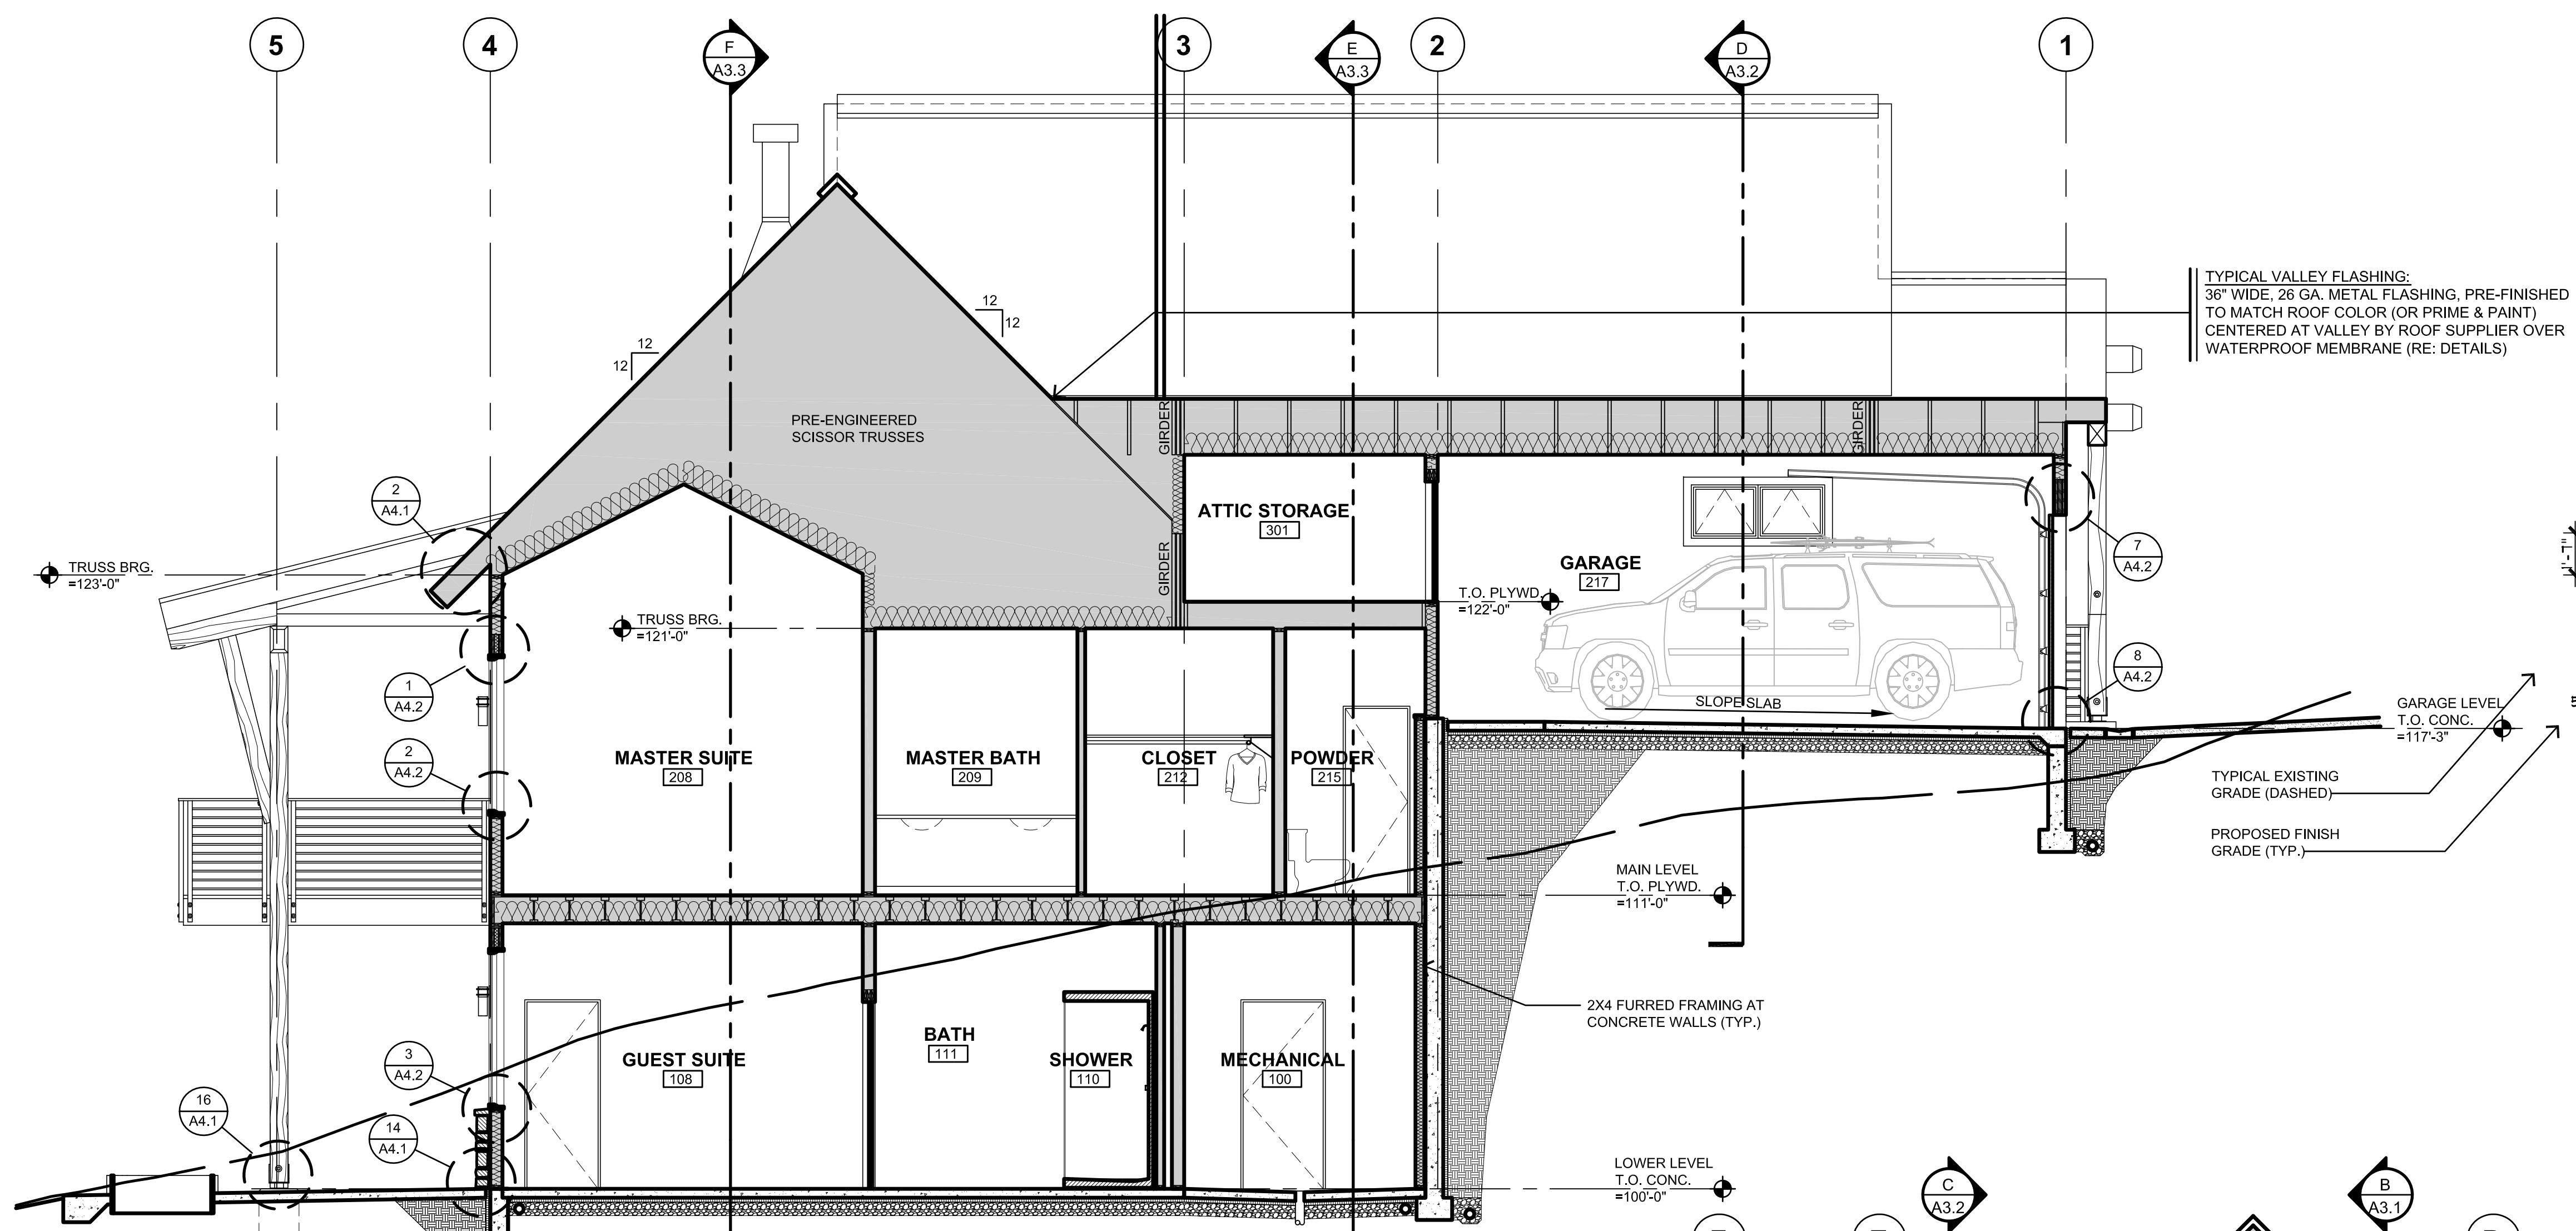 5
4
F
A3.3
3
E
A3.3
2
D
A3.2
1
TYPICAL VALLEY FLASHING:
36" WIDE, 26 GA. METAL FLASHING, PRE-FINISHED
TO MATCH ROOF COLOR (OR PRIME & PAINT)
CENTERED AT VALLEY BY ROOF SUPPLIER OVER
WATERPROOF MEMBRANE (RE: DETAILS)
12
12
12
12
PRE-ENGINEERED
SCISSOR TRUSSES
GIRDER
GIRDER
GIRDER
2
A4.1
ATTIC STORAGE
301
GARAGE
217
7
A4.2
1'-1"
TRUSS BRG.
=123'-0"
T.O. PLYWD.
=122'-0"
TRUSS BRG.
=121'-0"
1
A4.2
8
A4.2
SLOPE SLAB
GARAGE LEVEL
T.O. CONC.
=117'-3"
2
A4.2
MASTER SUITE
208
MASTER BATH
209
CLOSET
212
POWDER
215
TYPICAL EXISTING
GRADE (DASHED)
PROPOSED FINISH
GRADE (TYP.)
MAIN LEVEL
T.O. PLYWD.
=111'-0"
2X4 FURRED FRAMING AT
CONCRETE WALLS (TYP.)
3
A4.2
GUEST SUITE
108
BATH
111
SHOWER
110
MECHANICAL
100
16
A4.1
14
A4.1
LOWER LEVEL
T.O. CONC.
=100'-0"
C
A3.2
B
A3.1